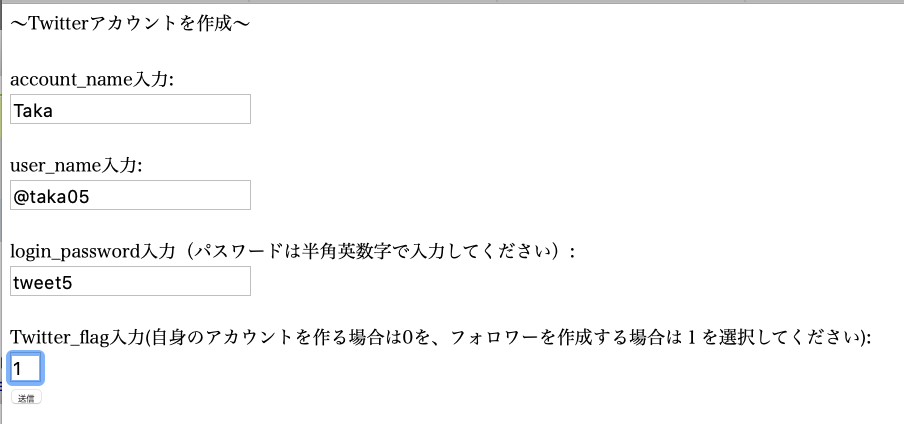 〜Twitterアカウントを作成〜
account_name入力:
Taka
user_name入力:
@taka05
login_password入力（パスワードは半角英数字で入力してください）:
tweet5
Twitter_flag入力(自身のアカウントを作る場合は0を、フォロワーを作成する場合は１を選択してください):
1
送信